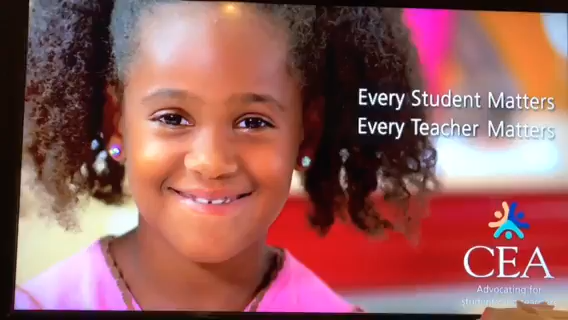 Every Student Matters
Every Teacher Matters
CEA
Advocating for